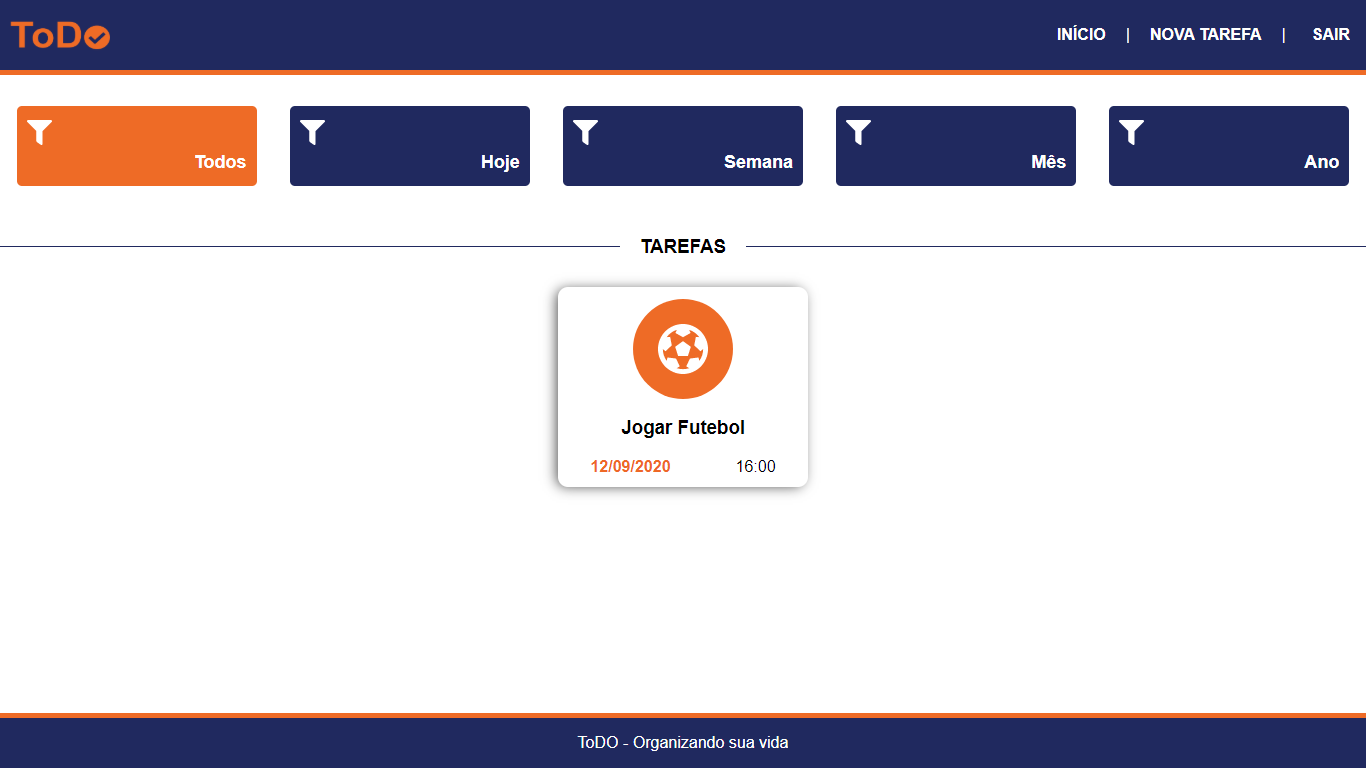 ToDo
INÍCIO | NOVA TAREFA | SAIR
Todos
Hoje
Semana
Mês
Ano
TAREFAS
Jogar Futebol
12/09/2020 16:00
ToDO - Organizando sua vida